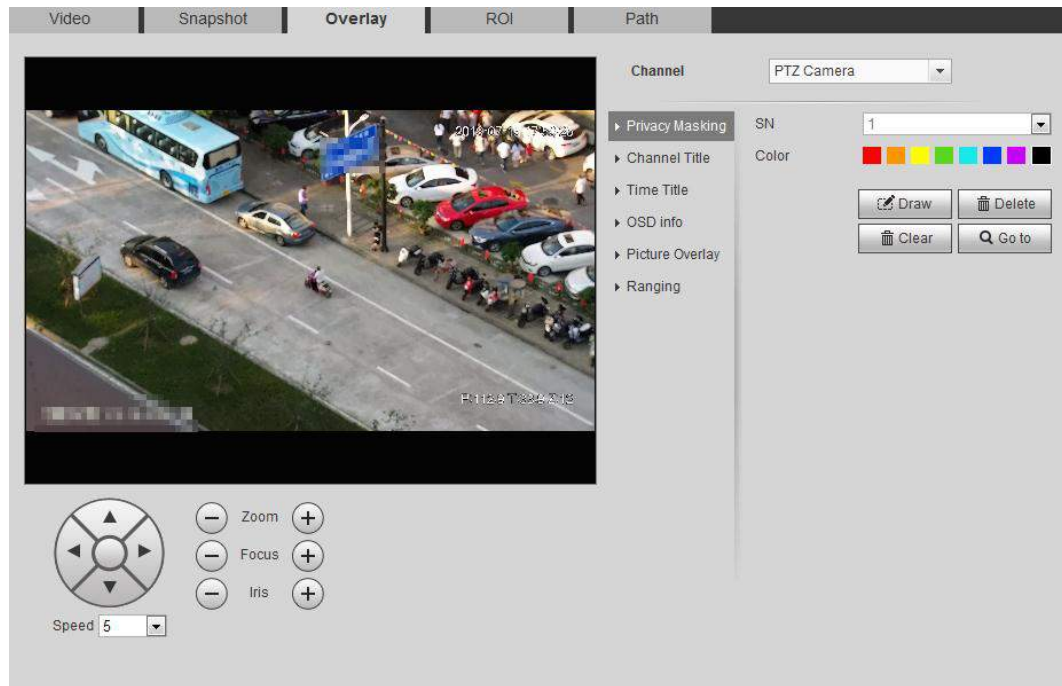 Video Snapshot Overlay ROI Path
Channel PTZ Camera
Privacy Masking
Channel Title
Time Title
OSD info
Picture Overlay
Ranging
SN 1
Color
Draw Delete
Clear Go to
Zoom
Focus
Iris
Speed 5